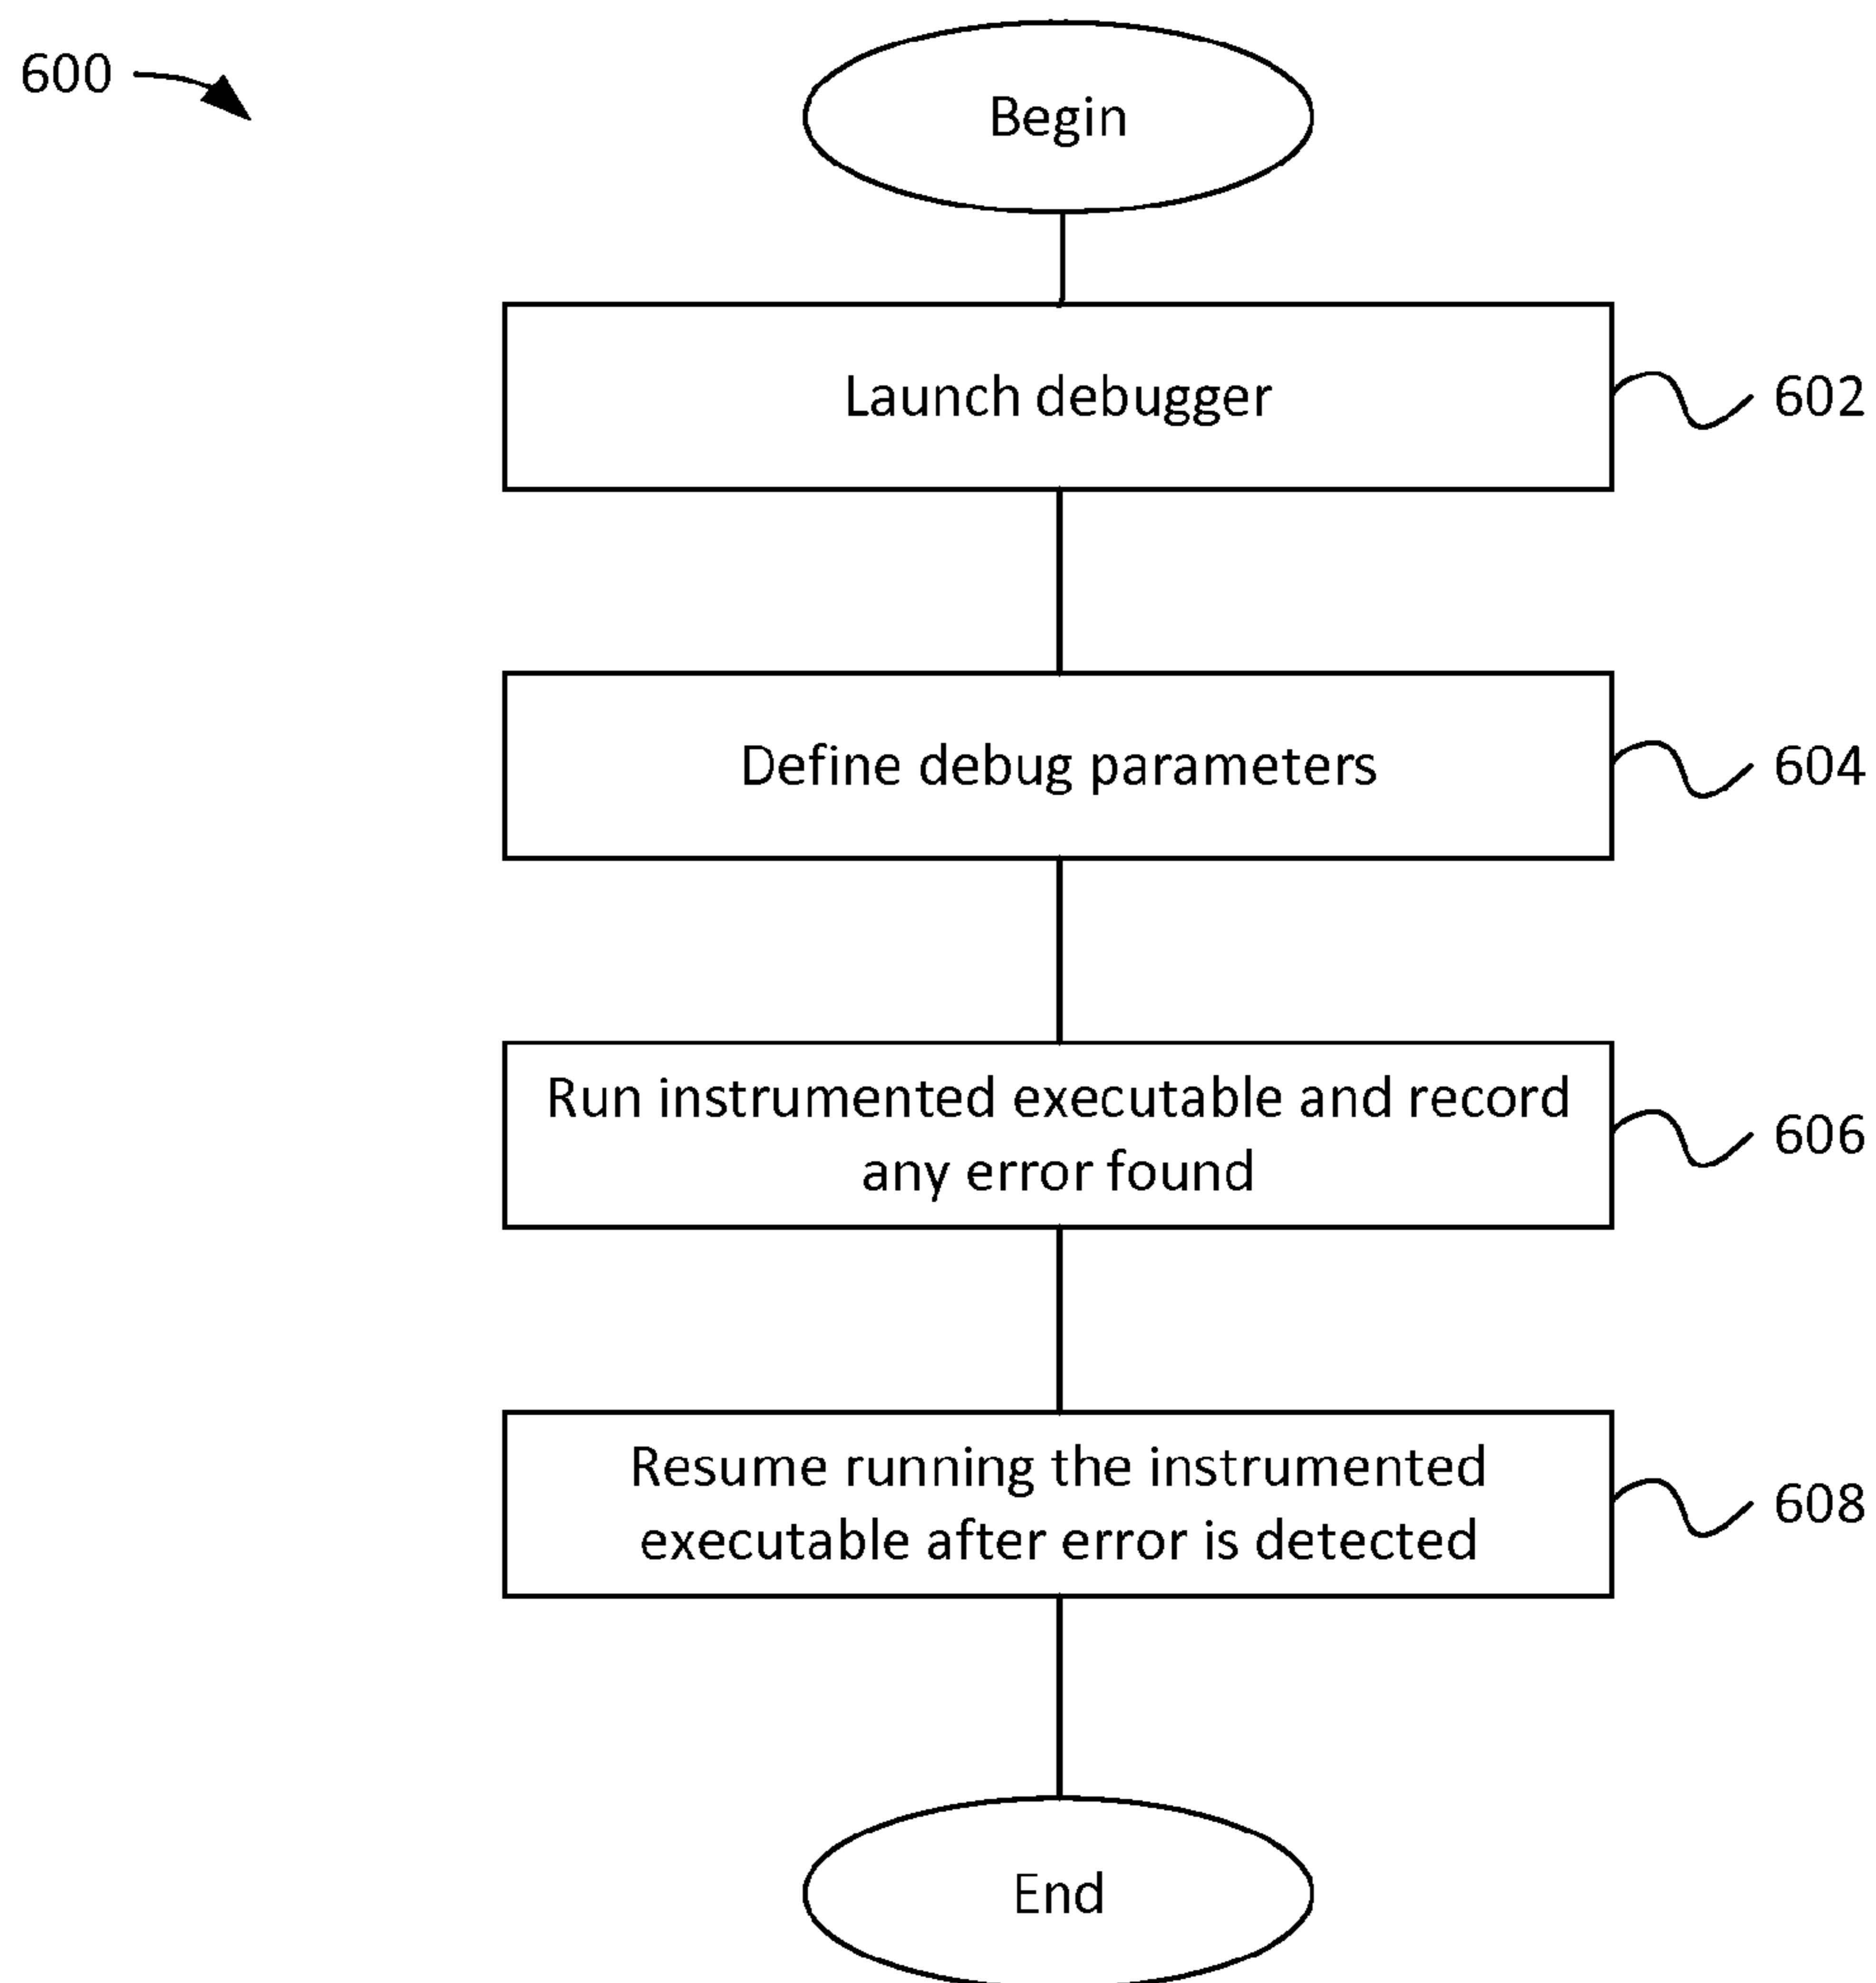 600
Begin
Launch debugger
602
Define debug parameters
604
Run instrumented executable and record
any error found
606
Resume running the instrumented
executable after error is detected
608
End